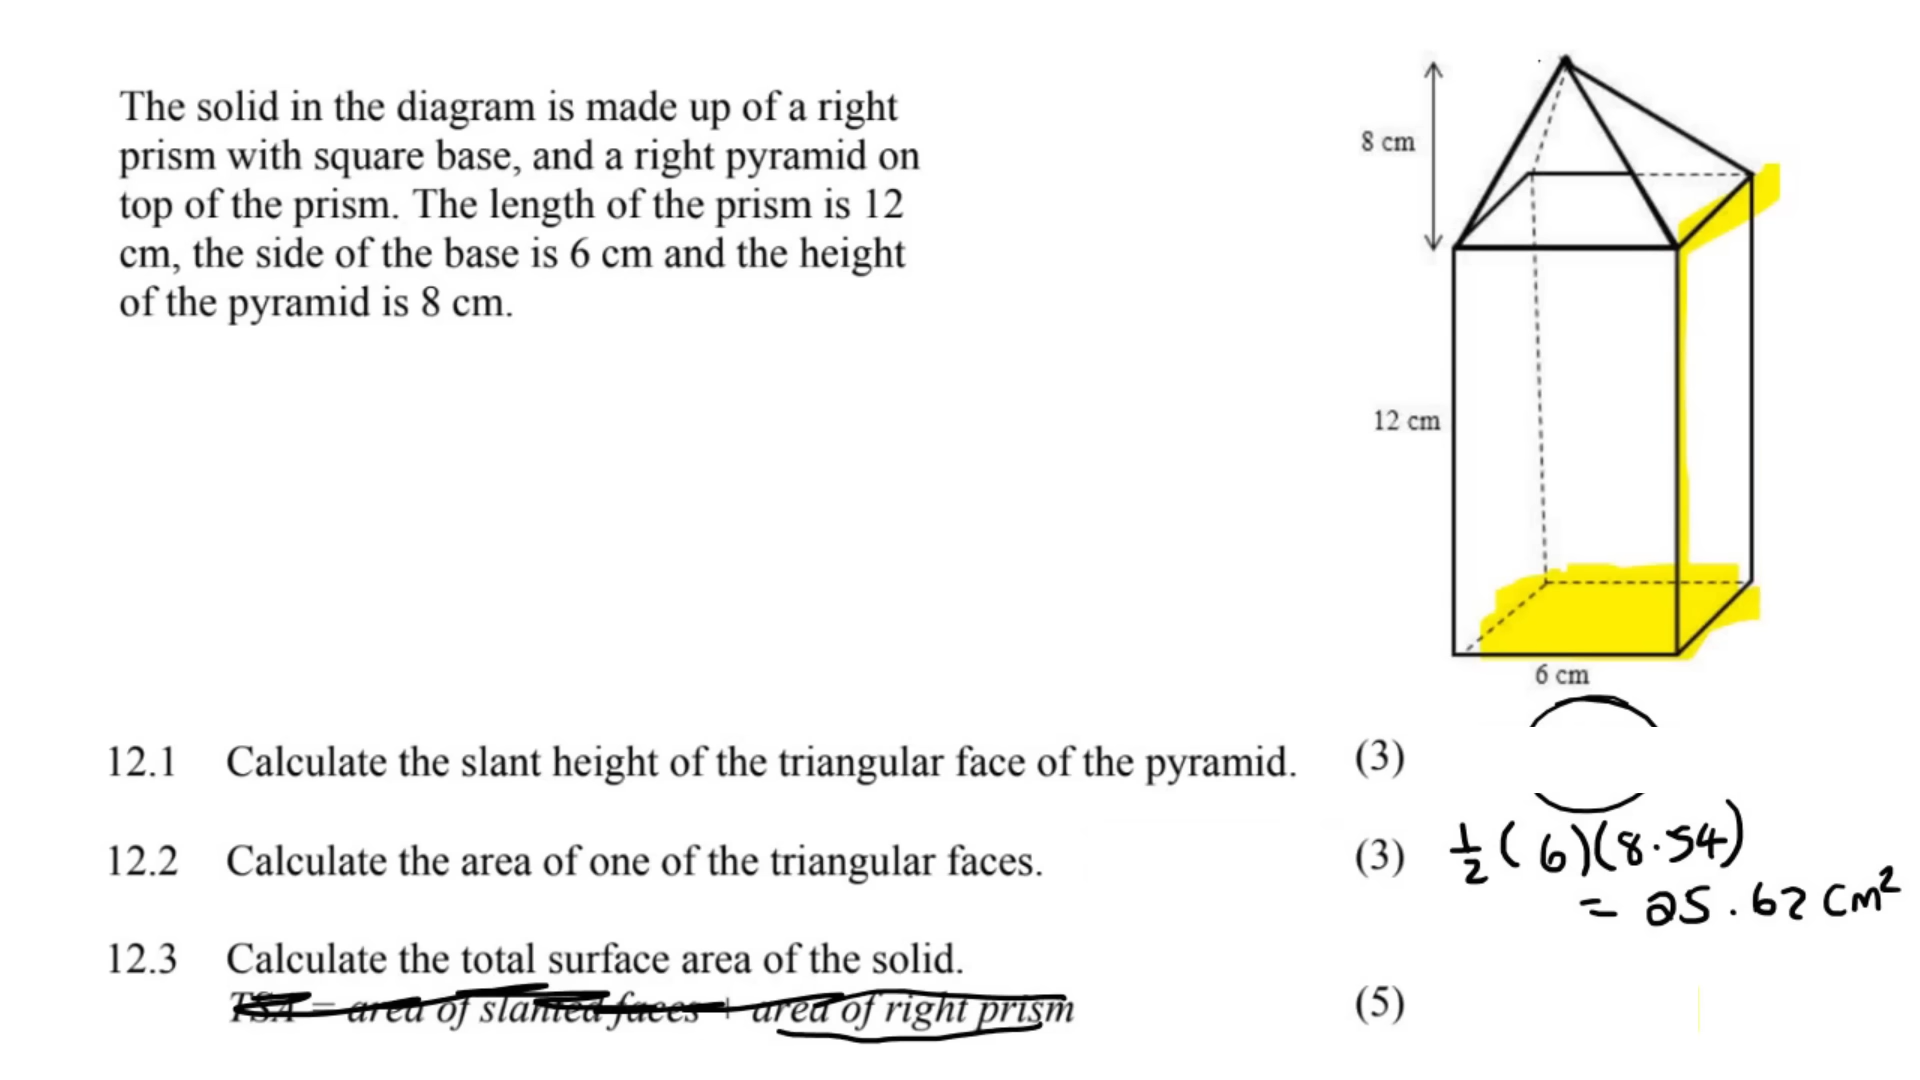 The solid in the diagram is made up of a right
prism with square base, and a right pyramid on
top of the prism. The length of the prism is 12
cm, the side of the base is 6 cm and the height
of the pyramid is 8 cm.
8 cm
12 cm
6 cm
12.1 Calculate the slant height of the triangular face of the pyramid. (3)
12.2 Calculate the area of one of the triangular faces. (3) ½(6)(8.54)
= 25.62 cm²
12.3 Calculate the total surface area of the solid.
TSA = area of slanted faces + area of right prism (5)